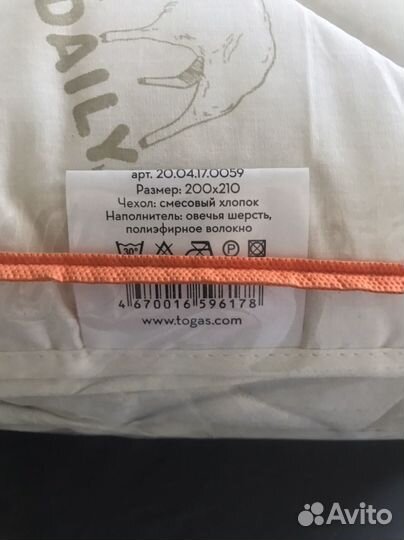 DAILY
арт. 20.04.17.0059
Размер: 200х210
Чехол: смесовый хлопок
Наполнитель: овечья шерсть,
полиэфирное волокно
30°
P
4 670016 596178
www.togas.com
Avito